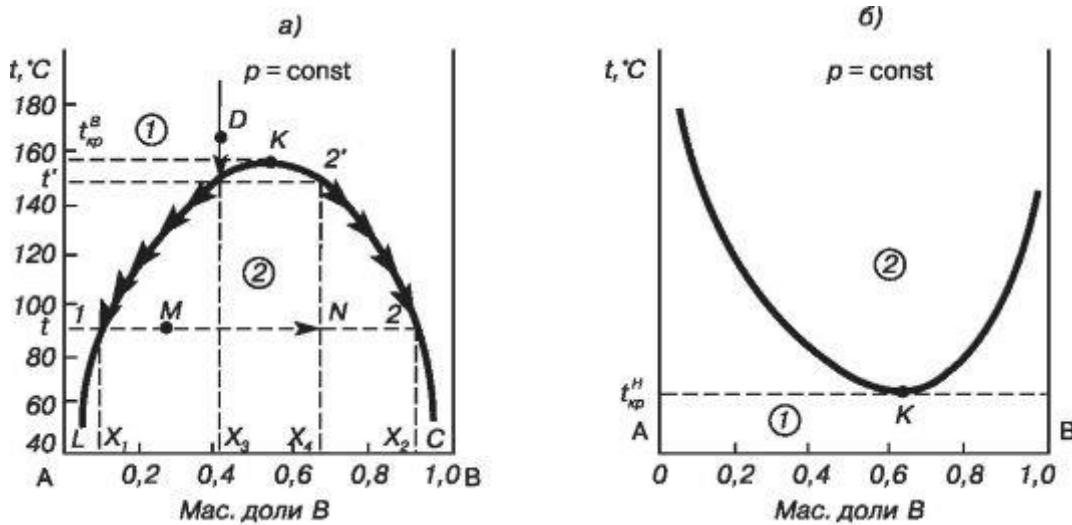 а)
t,°C
p = const
180
160
140
120
100
80
60
40
t_кр^В
t'
t
1
D
K
2'
2
1
M
N
2
L
X₁
X₃
X₄
X₂
C
A
0,2
0,4
0,6
0,8
1,0
B
Мас. доли В
б)
t,°C
p = const
2
t_кр^Н
K
1
A
B
0
0,2
0,4
0,6
0,8
1,0
Мас. доли В